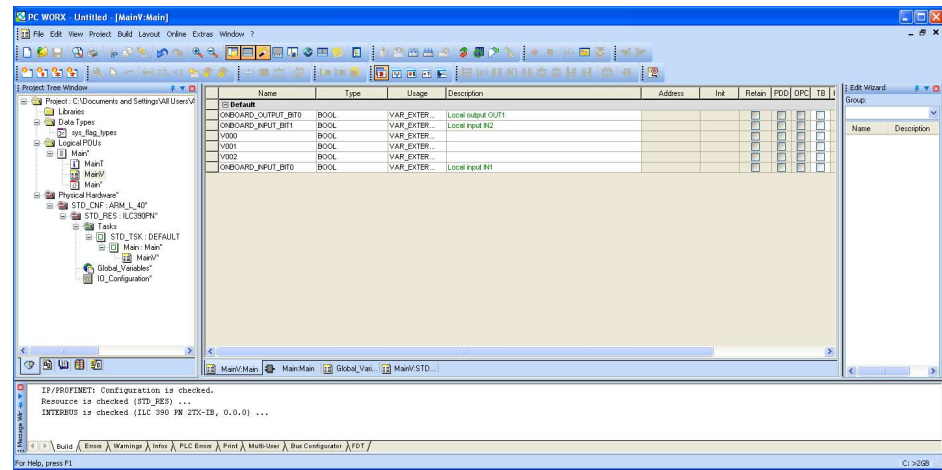 PC WORX - Untitled - [MainV:Main]
File Edit View Project Build Layout Online Extras Window ?
Project Tree Window
Project : C:\Documents and Settings\All Users\A
Libraries
Data Types
sys_flag_types
Logical POUs
Main*
MainT
MainV
Main*
Physical Hardware*
STD_CNF : ARM_L_40*
STD_RES : ILC390PN*
Tasks
STD_TSK : DEFAULT
Main : Main*
MainV*
Global_Variables*
IO_Configuration*
Name Type Usage Description Address Init Retain PDD OPC TB
Default
ONBOARD_OUTPUT_BIT0 BOOL VAR_EXTER... Local output OUT1
ONBOARD_INPUT_BIT1 BOOL VAR_EXTER... Local input IN2
V000 BOOL VAR_EXTER...
V001 BOOL VAR_EXTER...
V002 BOOL VAR_EXTER...
ONBOARD_INPUT_BIT0 BOOL VAR_EXTER... Local input IN1
MainV:Main Main:Main Global_Vari... MainV:STD...
Edit Wizard
Group:
Name Description
IP/PROFINET: Configuration is checked.
Resource is checked (STD_RES) ...
INTERBUS is checked (ILC 390 PN 2TX-IB, 0.0.0) ...
Message Win
Build Errors Warnings Infos PLC Errors Print Multi-User Bus Configurator FDT
For Help, press F1
C: >2GB